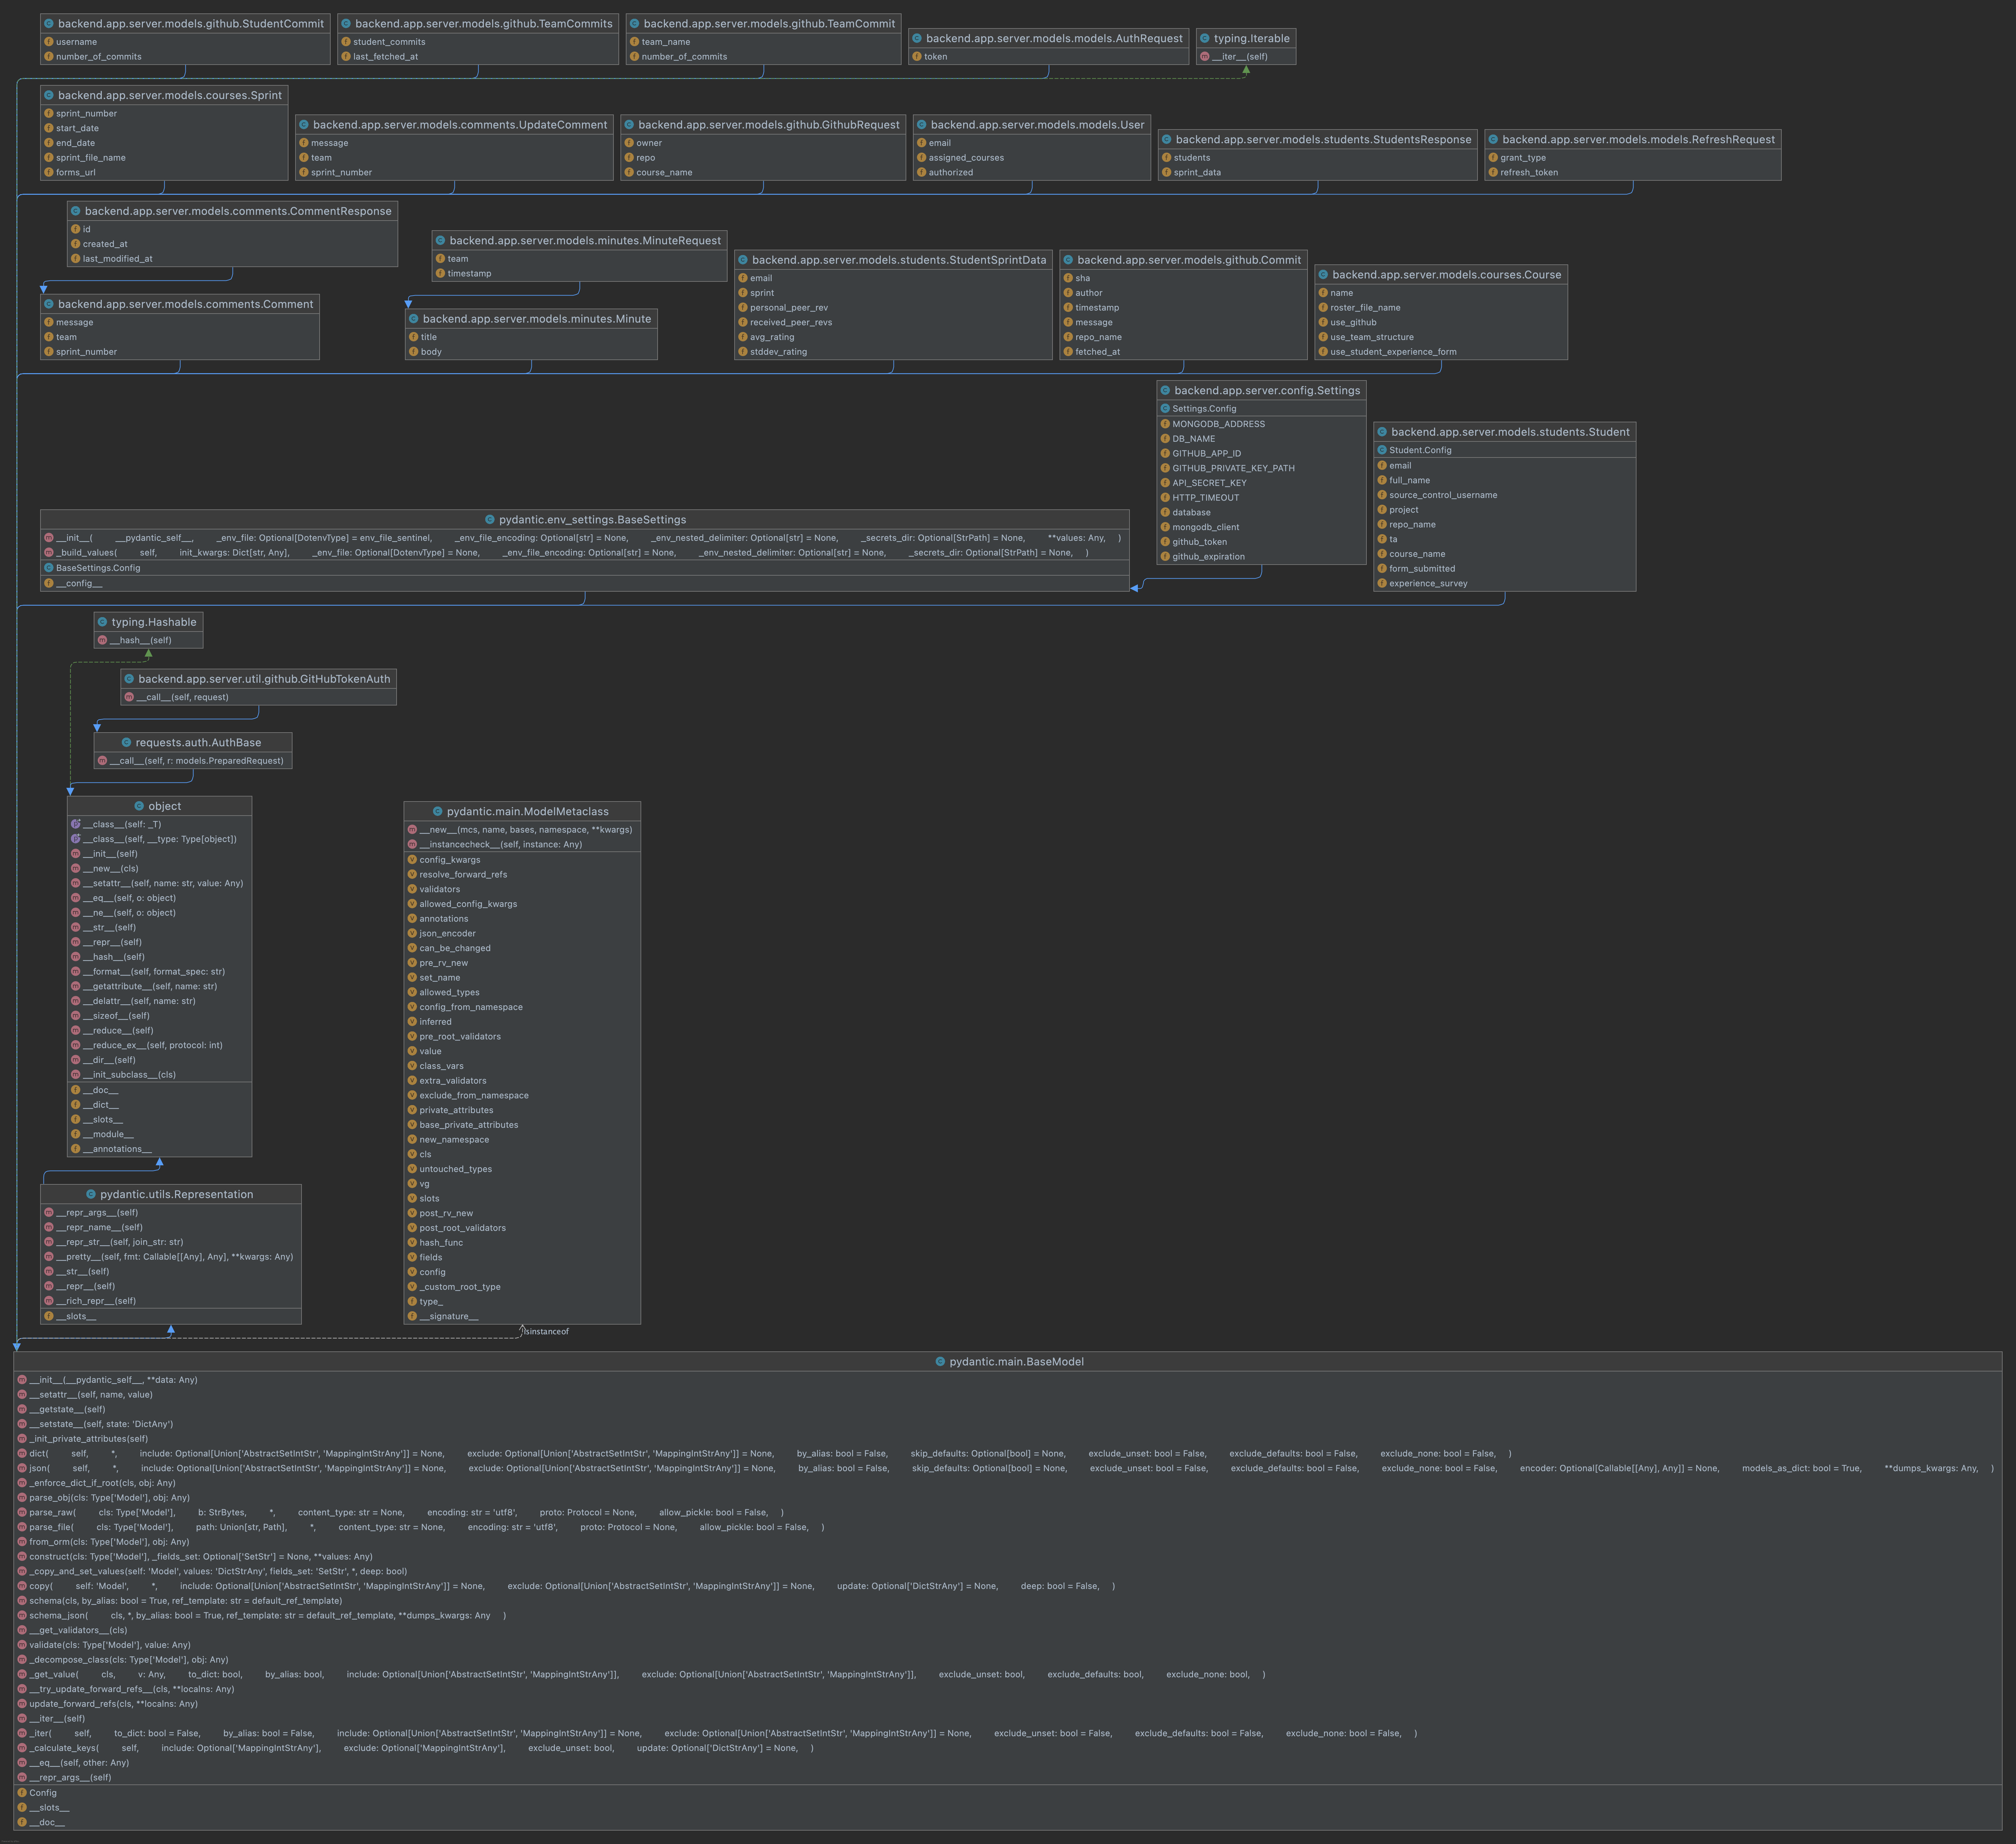 backend.app.server.models.github.StudentCommit
username
number_of_commits
backend.app.server.models.github.TeamCommits
student_commits
last_fetched_at
backend.app.server.models.github.TeamCommit
team_name
number_of_commits
backend.app.server.models.models.AuthRequest
token
typing.Iterable
__iter__(self)
backend.app.server.models.courses.Sprint
sprint_number
start_date
end_date
sprint_file_name
forms_url
backend.app.server.models.comments.UpdateComment
message
team
sprint_number
backend.app.server.models.github.GithubRequest
owner
repo
course_name
backend.app.server.models.models.User
email
assigned_courses
authorized
backend.app.server.models.students.StudentsResponse
students
sprint_data
backend.app.server.models.models.RefreshRequest
grant_type
refresh_token
backend.app.server.models.comments.CommentResponse
id
created_at
last_modified_at
backend.app.server.models.minutes.MinuteRequest
team
timestamp
backend.app.server.models.comments.Comment
message
team
sprint_number
backend.app.server.models.minutes.Minute
title
body
backend.app.server.models.students.StudentSprintData
email
sprint
personal_peer_rev
received_peer_revs
avg_rating
stddev_rating
backend.app.server.models.github.Commit
sha
author
timestamp
message
repo_name
fetched_at
backend.app.server.models.courses.Course
name
roster_file_name
use_github
use_team_structure
use_student_experience_form
backend.app.server.config.Settings
Settings.Config
MONGODB_ADDRESS
DB_NAME
GITHUB_APP_ID
GITHUB_PRIVATE_KEY_PATH
API_SECRET_KEY
HTTP_TIMEOUT
database
mongodb_client
github_token
github_expiration
backend.app.server.models.students.Student
Student.Config
email
full_name
source_control_username
project
repo_name
ta
course_name
form_submitted
experience_survey
pydantic.env_settings.BaseSettings
__init__( __pydantic_self__, _env_file: Optional[DotenvType] = env_file_sentinel, _env_file_encoding: Optional[str] = None, _env_nested_delimiter: Optional[str] = None, _secrets_dir: Optional[StrPath] = None, **values: Any, )
_build_values( self, init_kwargs: Dict[str, Any], _env_file: Optional[DotenvType] = None, _env_file_encoding: Optional[str] = None, _env_nested_delimiter: Optional[str] = None, _secrets_dir: Optional[StrPath] = None, )
BaseSettings.Config
__config__
typing.Hashable
__hash__(self)
backend.app.server.util.github.GitHubTokenAuth
__call__(self, request)
requests.auth.AuthBase
__call__(self, r: models.PreparedRequest)
object
__class__(self: _T)
__class__(self, __type: Type[object])
__init__(self)
__new__(cls)
__setattr__(self, name: str, value: Any)
__eq__(self, o: object)
__ne__(self, o: object)
__str__(self)
__repr__(self)
__hash__(self)
__format__(self, format_spec: str)
__getattribute__(self, name: str)
__delattr__(self, name: str)
__sizeof__(self)
__reduce__(self)
__reduce_ex__(self, protocol: int)
__dir__(self)
__init_subclass__(cls)
__doc__
__dict__
__slots__
__module__
__annotations__
pydantic.main.ModelMetaclass
__new__(mcs, name, bases, namespace, **kwargs)
__instancecheck__(self, instance: Any)
config_kwargs
resolve_forward_refs
validators
allowed_config_kwargs
annotations
json_encoder
can_be_changed
pre_rv_new
set_name
allowed_types
config_from_namespace
inferred
pre_root_validators
value
class_vars
extra_validators
exclude_from_namespace
private_attributes
base_private_attributes
new_namespace
cls
untouched_types
vg
slots
post_rv_new
post_root_validators
hash_func
fields
config
_custom_root_type
type_
__signature__
pydantic.utils.Representation
__repr_args__(self)
__repr_name__(self)
__repr_str__(self, join_str: str)
__pretty__(self, fmt: Callable[[Any], Any], **kwargs: Any)
__str__(self)
__repr__(self)
__rich_repr__(self)
__slots__
isinstanceof
pydantic.main.BaseModel
__init__(__pydantic_self__, **data: Any)
__setattr__(self, name, value)
__getstate__(self)
__setstate__(self, state: 'DictAny')
_init_private_attributes(self)
dict( self, *, include: Optional[Union['AbstractSetIntStr', 'MappingIntStrAny']] = None, exclude: Optional[Union['AbstractSetIntStr', 'MappingIntStrAny']] = None, by_alias: bool = False, skip_defaults: Optional[bool] = None, exclude_unset: bool = False, exclude_defaults: bool = False, exclude_none: bool = False, )
json( self, *, include: Optional[Union['AbstractSetIntStr', 'MappingIntStrAny']] = None, exclude: Optional[Union['AbstractSetIntStr', 'MappingIntStrAny']] = None, by_alias: bool = False, skip_defaults: Optional[bool] = None, exclude_unset: bool = False, exclude_defaults: bool = False, exclude_none: bool = False, encoder: Optional[Callable[[Any], Any]] = None, models_as_dict: bool = True, **dumps_kwargs: Any, )
_enforce_dict_if_root(cls, obj: Any)
parse_obj(cls: Type['Model'], obj: Any)
parse_raw( cls: Type['Model'], b: StrBytes, *, content_type: str = None, encoding: str = 'utf8', proto: Protocol = None, allow_pickle: bool = False, )
parse_file( cls: Type['Model'], path: Union[str, Path], *, content_type: str = None, encoding: str = 'utf8', proto: Protocol = None, allow_pickle: bool = False, )
from_orm(cls: Type['Model'], obj: Any)
construct(cls: Type['Model'], _fields_set: Optional['SetStr'] = None, **values: Any)
_copy_and_set_values(self: 'Model', values: 'DictStrAny', fields_set: 'SetStr', *, deep: bool)
copy( self: 'Model', *, include: Optional[Union['AbstractSetIntStr', 'MappingIntStrAny']] = None, exclude: Optional[Union['AbstractSetIntStr', 'MappingIntStrAny']] = None, update: Optional['DictStrAny'] = None, deep: bool = False, )
schema(cls, by_alias: bool = True, ref_template: str = default_ref_template)
schema_json( cls, *, by_alias: bool = True, ref_template: str = default_ref_template, **dumps_kwargs: Any )
__get_validators__(cls)
validate(cls: Type['Model'], value: Any)
_decompose_class(cls: Type['Model'], obj: Any)
_get_value( cls, v: Any, to_dict: bool, by_alias: bool, include: Optional[Union['AbstractSetIntStr', 'MappingIntStrAny']], exclude: Optional[Union['AbstractSetIntStr', 'MappingIntStrAny']], exclude_unset: bool, exclude_defaults: bool, exclude_none: bool, )
__try_update_forward_refs__(cls, **localns: Any)
update_forward_refs(cls, **localns: Any)
__iter__(self)
_iter( self, to_dict: bool = False, by_alias: bool = False, include: Optional[Union['AbstractSetIntStr', 'MappingIntStrAny']] = None, exclude: Optional[Union['AbstractSetIntStr', 'MappingIntStrAny']] = None, exclude_unset: bool = False, exclude_defaults: bool = False, exclude_none: bool = False, )
_calculate_keys( self, include: Optional['MappingIntStrAny'], exclude: Optional['MappingIntStrAny'], exclude_unset: bool, update: Optional['DictStrAny'] = None, )
__eq__(self, other: Any)
__repr_args__(self)
Config
__slots__
__doc__